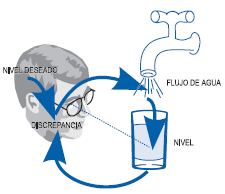 NIVEL DESEADO
FLUJO DE AGUA
DISCREPANCIA
NIVEL